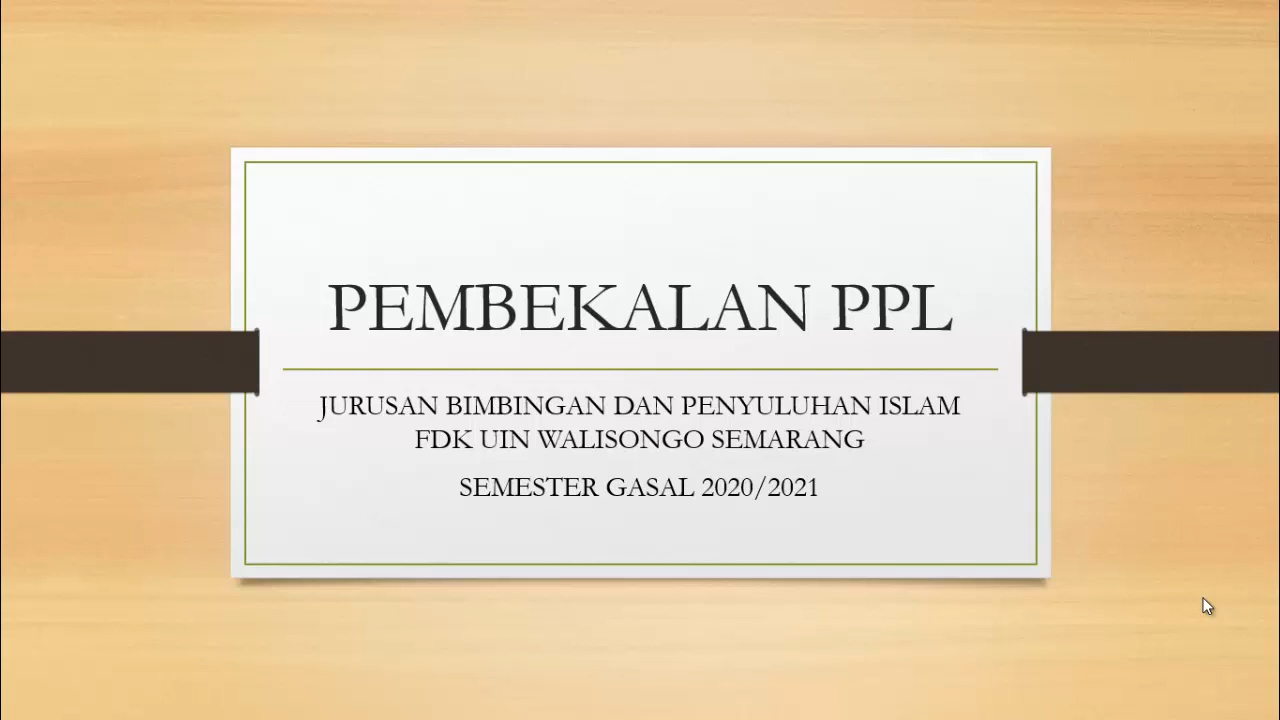 PEMBEKALAN PPL
JURUSAN BIMBINGAN DAN PENYULUHAN ISLAM
FDK UIN WALISONGO SEMARANG
SEMESTER GASAL 2020/2021